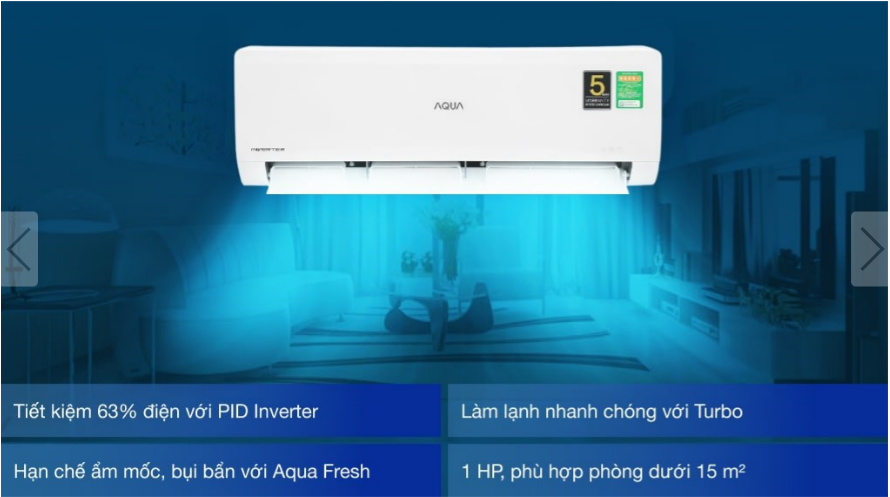 AQUA
5
INVERTER
Tiết kiệm 63% điện với PID Inverter
Làm lạnh nhanh chóng với Turbo
Hạn chế ẩm mốc, bụi bẩn với Aqua Fresh
1 HP, phù hợp phòng dưới 15 m²